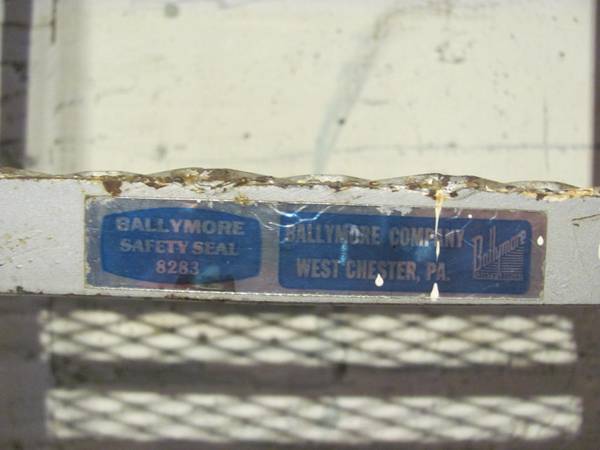 BALLYMORE
SAFETY SEAL
8283
BALLYMORE COMPANY
WEST CHESTER, PA.
Ballymore